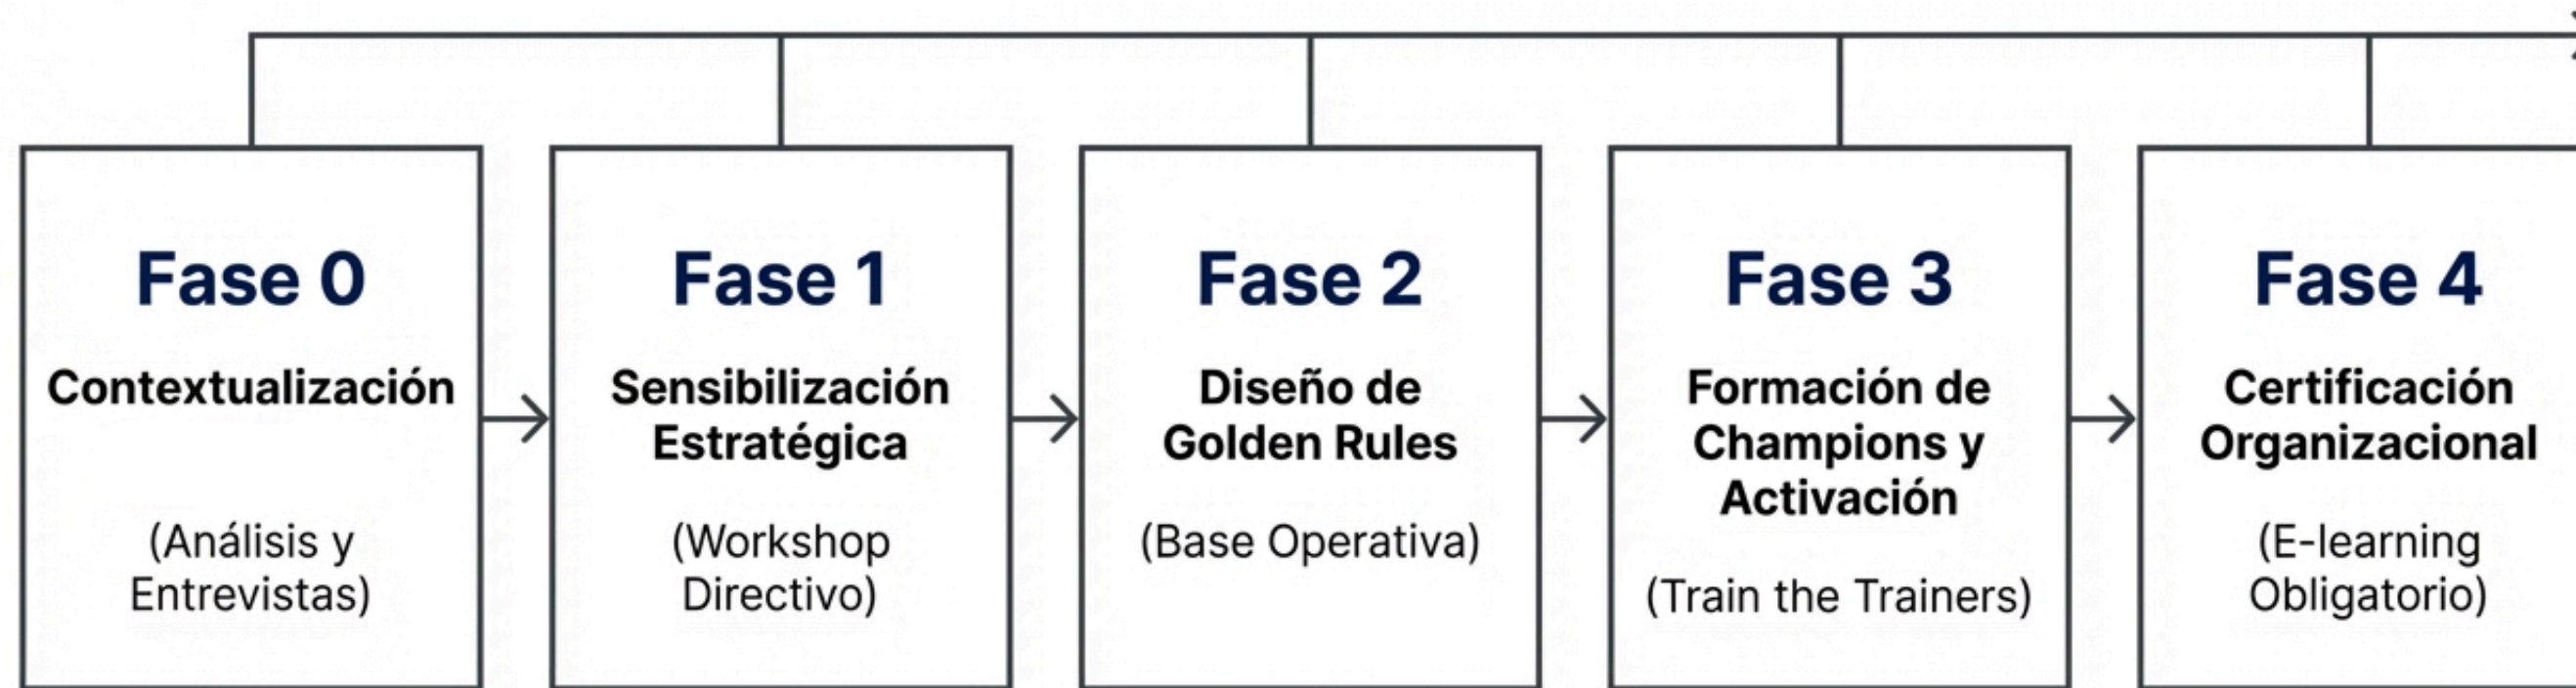 Fase 0
Contextualización
(Análisis y
Entrevistas)
Fase 1
Sensibilización
Estratégica
(Workshop
Directivo)
Fase 2
Diseño de
Golden Rules
(Base Operativa)
Fase 3
Formación de
Champions y
Activación
(Train the Trainers)
Fase 4
Certificación
Organizacional
(E-learning
Obligatorio)